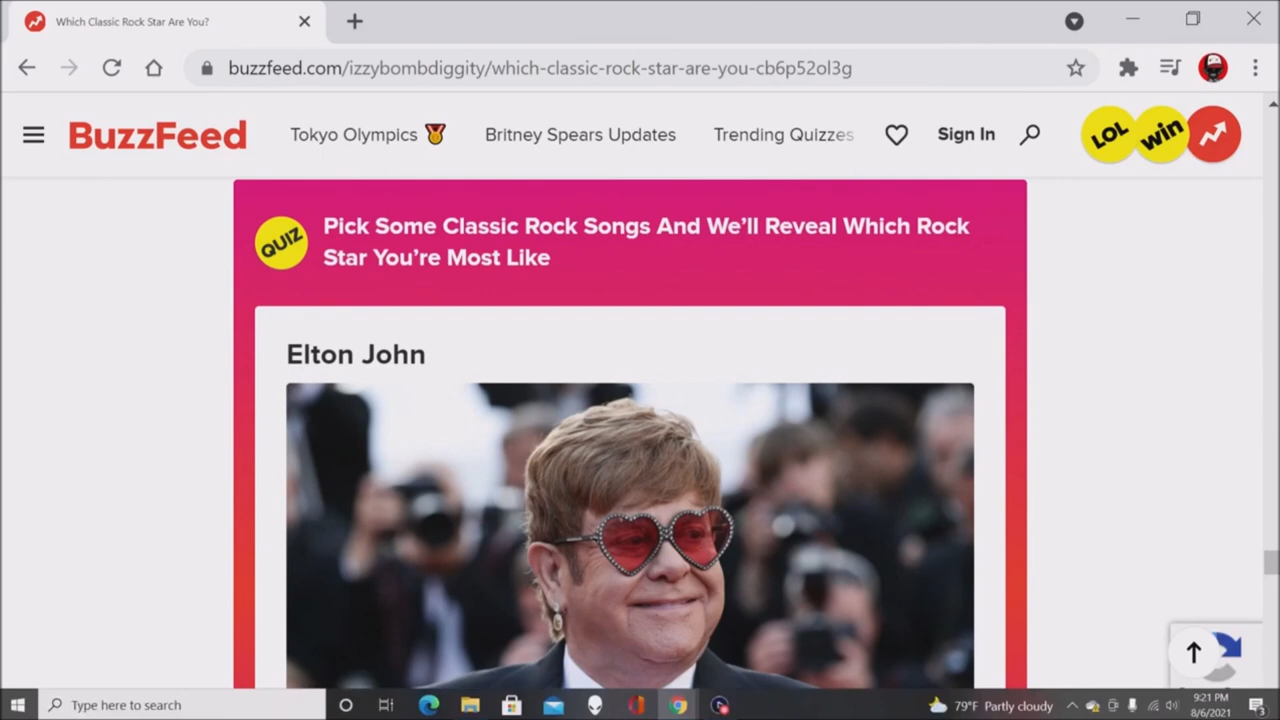 Which Classic Rock Star Are You?
buzzfeed.com/izzybombdiggity/which-classic-rock-star-are-you-cb6p52ol3g
BuzzFeed
Tokyo Olympics
Britney Spears Updates
Trending Quizzes
Sign In
LOL
win
QUIZ
Pick Some Classic Rock Songs And We'll Reveal Which Rock
Star You're Most Like
Elton John
Type here to search
79°F Partly cloudy
9:21 PM
8/6/2021
3